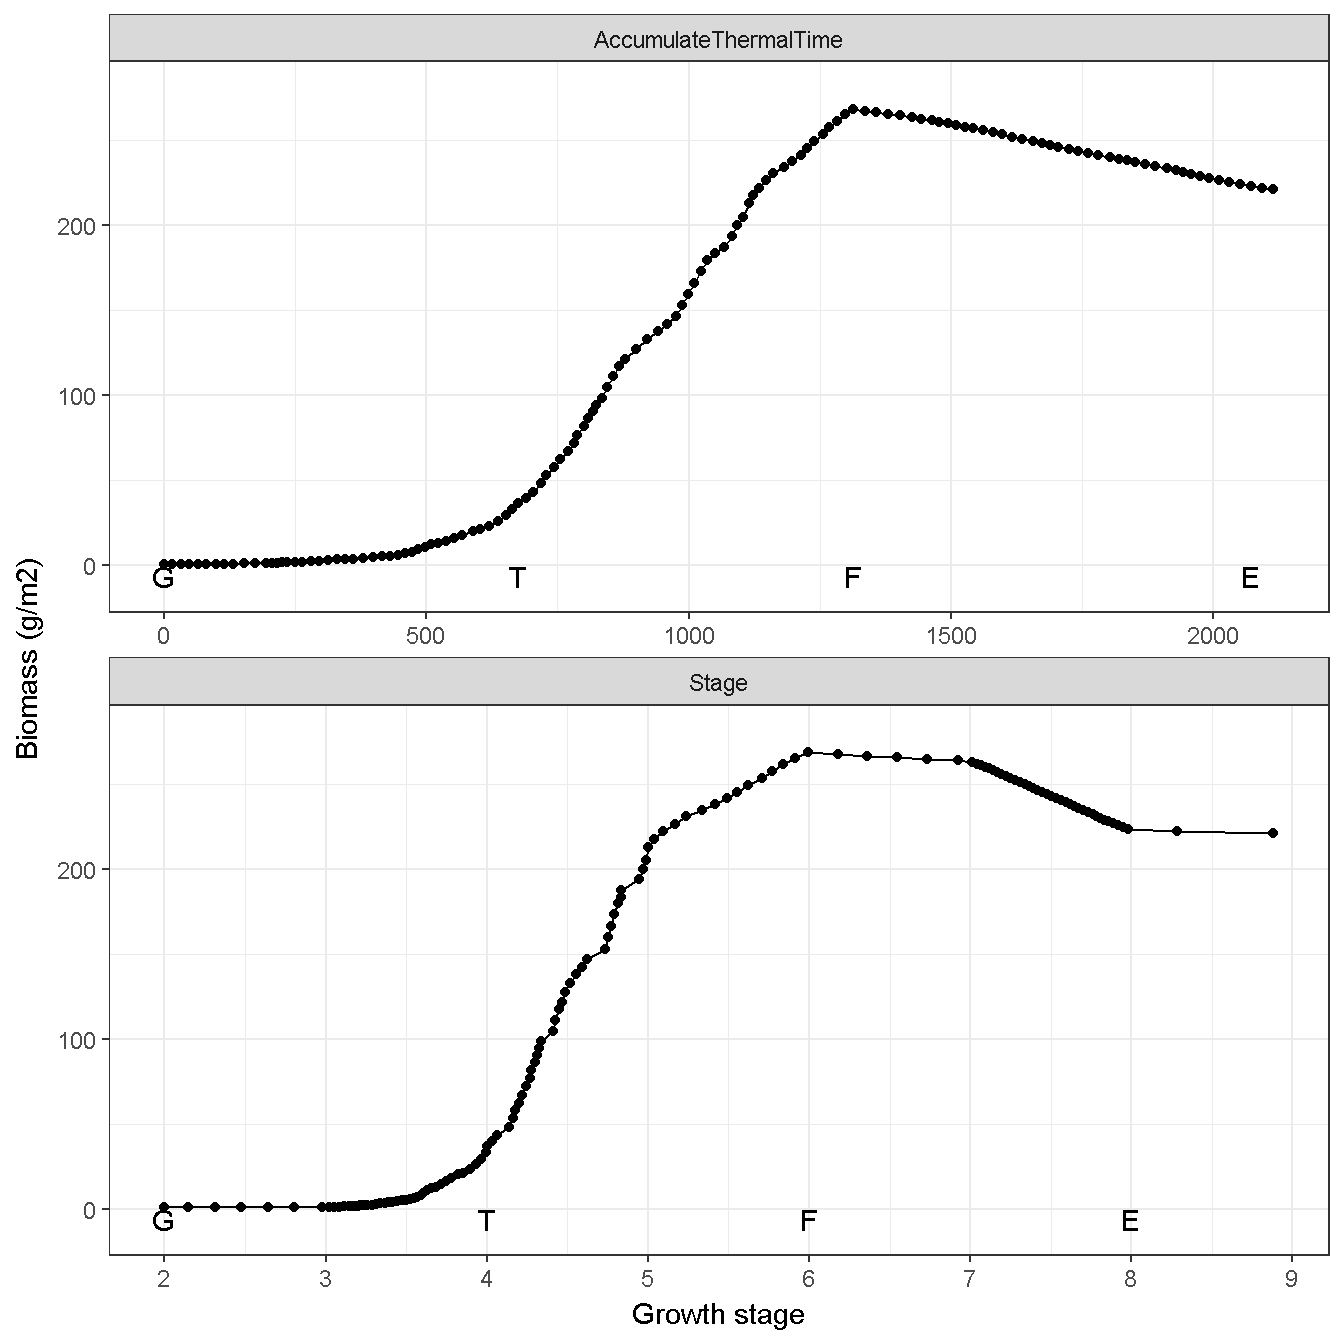 AccumulateThermalTime
200
100
0
G T F E
0 500 1000 1500 2000
Biomass (g/m2)
Stage
200
100
0
G T F E
2 3 4 5 6 7 8 9
Growth stage